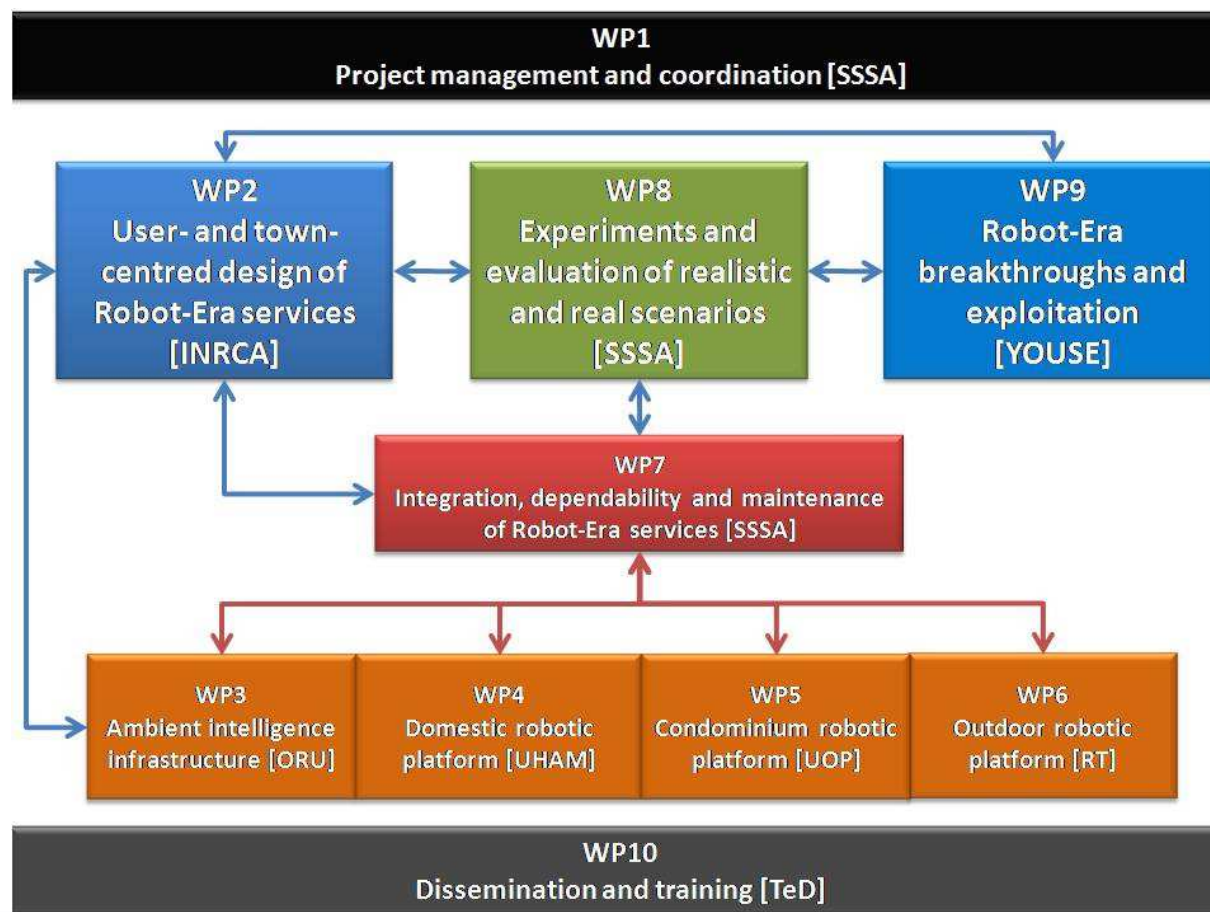 WP1
Project management and coordination [SSSA]
WP2
User- and town-
centred design of
Robot-Era services
[INRCA]
WP8
Experiments and
evaluation of realistic
and real scenarios
[SSSA]
WP9
Robot-Era
breakthroughs and
exploitation
[YOUSE]
WP7
Integration, dependability and maintenance
of Robot-Era services [SSSA]
WP3
Ambient intelligence
infrastructure [ORU]
WP4
Domestic robotic
platform [UHAM]
WP5
Condominium robotic
platform [UOP]
WP6
Outdoor robotic
platform [RT]
WP10
Dissemination and training [TeD]